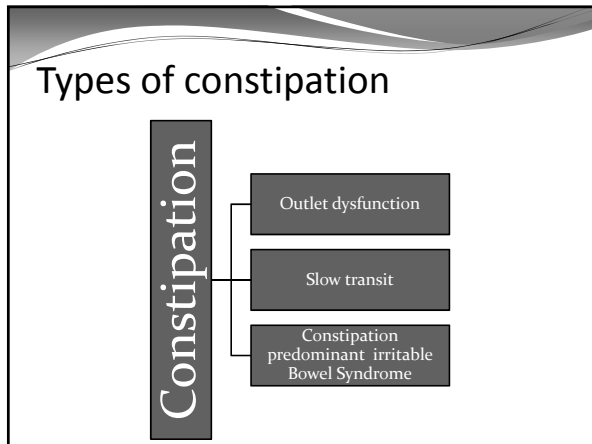 Types of constipation
Constipation
Outlet dysfunction
Slow transit
Constipation
predominant irritable
Bowel Syndrome